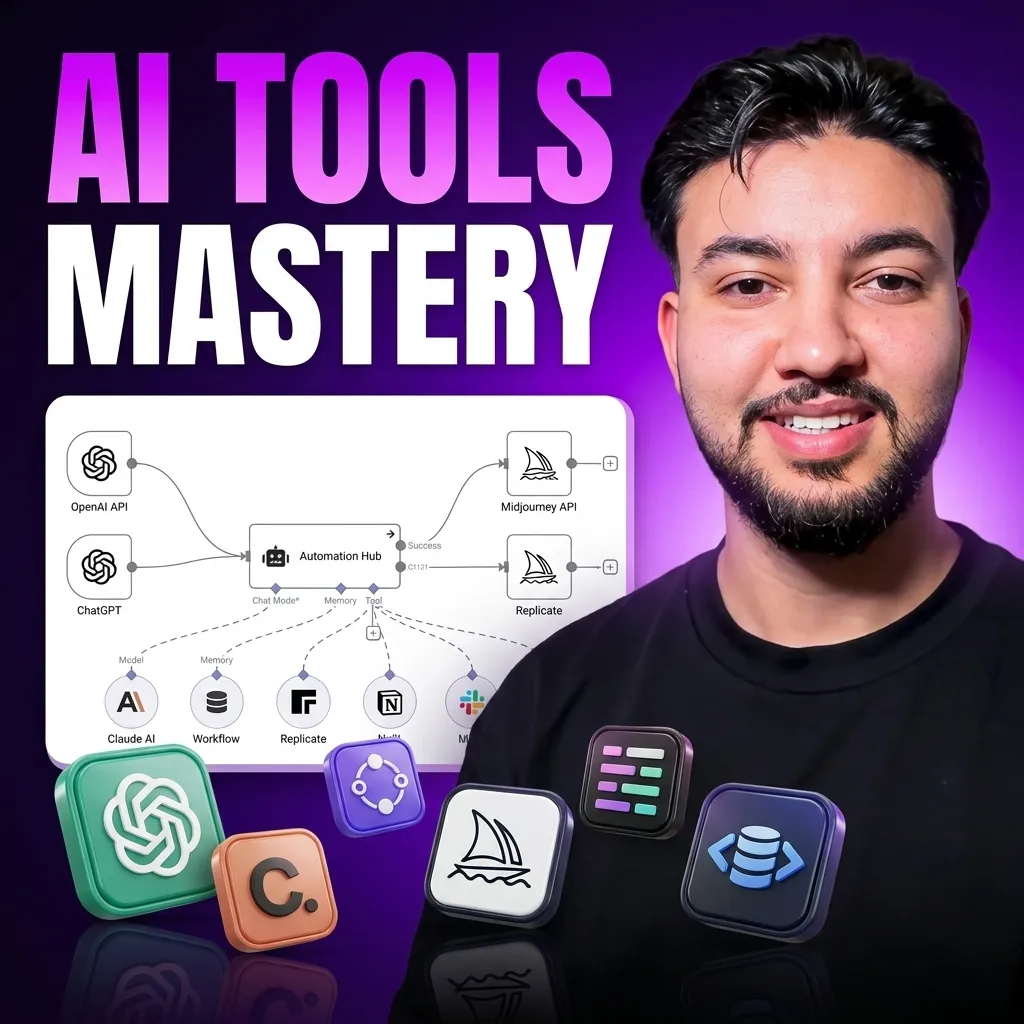 AI TOOLS
MASTERY
OpenAI API
Midjourney API
Automation Hub
Success
C1121
ChatGPT
Replicate
Chat Mode*
Memory
Tool
Model
Memory
Claude AI
Workflow
Replicate
N
C.